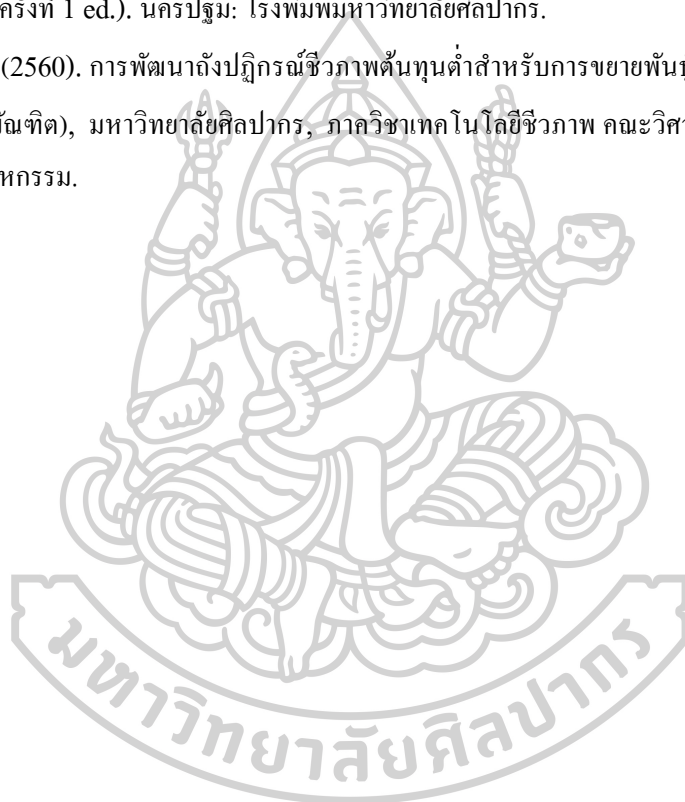 ครั้งที่ 1 ed.). นครปฐม: โรงพิมพ์มหาวิทยาลัยศิลปากร.
(2560). การพัฒนาถังปฏิกรณ์ชีวภาพต้นทุนต่ำสำหรับการขยายพันธุ์
ัณฑิต), มหาวิทยาลัยศิลปากร, ภาควิชาเทคโนโลยีชีวภาพ คณะวิศว
หกรรม.
มหาวิทยาลัยศิลปากร